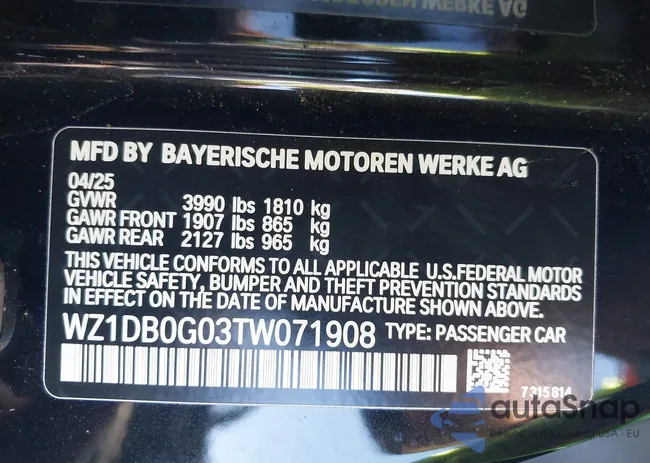 MFD BY BAYERISCHE MOTOREN WERKE AG
04/25
GVWR 3990 lbs 1810 kg
GAWR FRONT 1907 lbs 865 kg
GAWR REAR 2127 lbs 965 kg
THIS VEHICLE CONFORMS TO ALL APPLICABLE U.S.FEDERAL MOTOR
VEHICLE SAFETY, BUMPER AND THEFT PREVENTION STANDARDS
IN EFFECT ON THE DATE OF MANUFACTURE SHOWN ABOVE.
WZ1DB0G03TW071908 TYPE: PASSENGER CAR
7315814
autaSnap